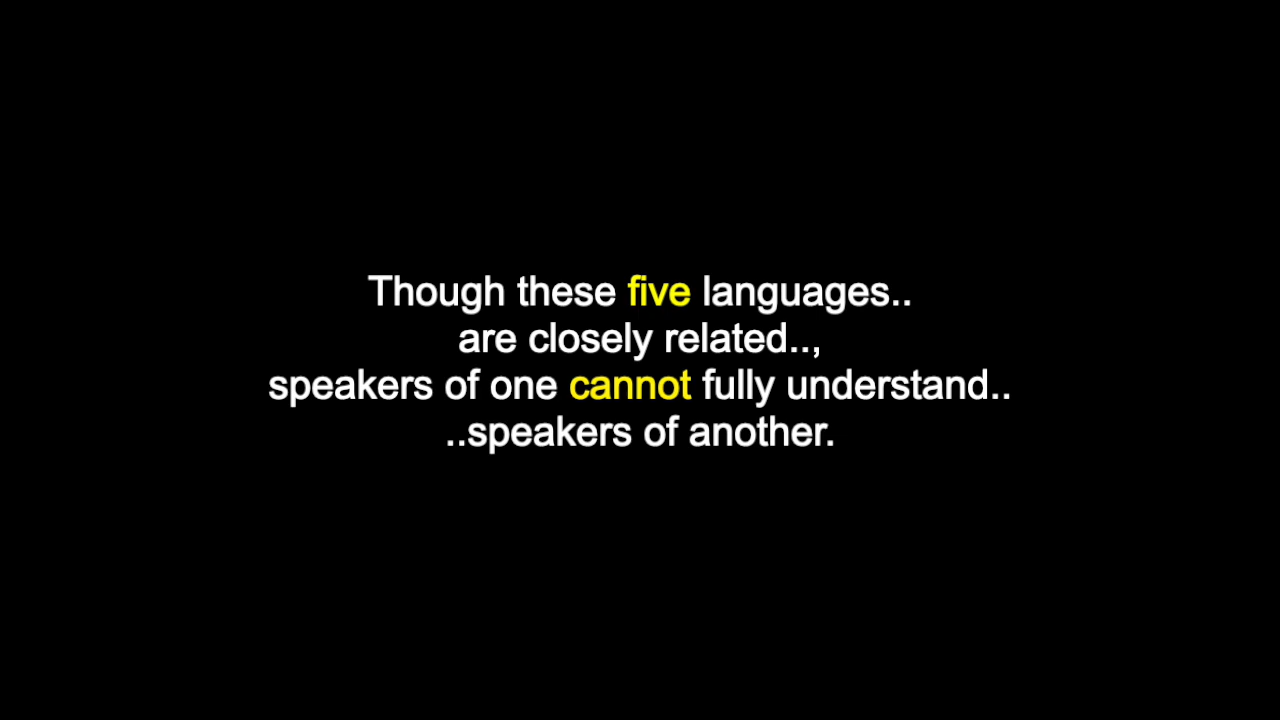 Though these five languages..
are closely related..,
speakers of one cannot fully understand..
..speakers of another.